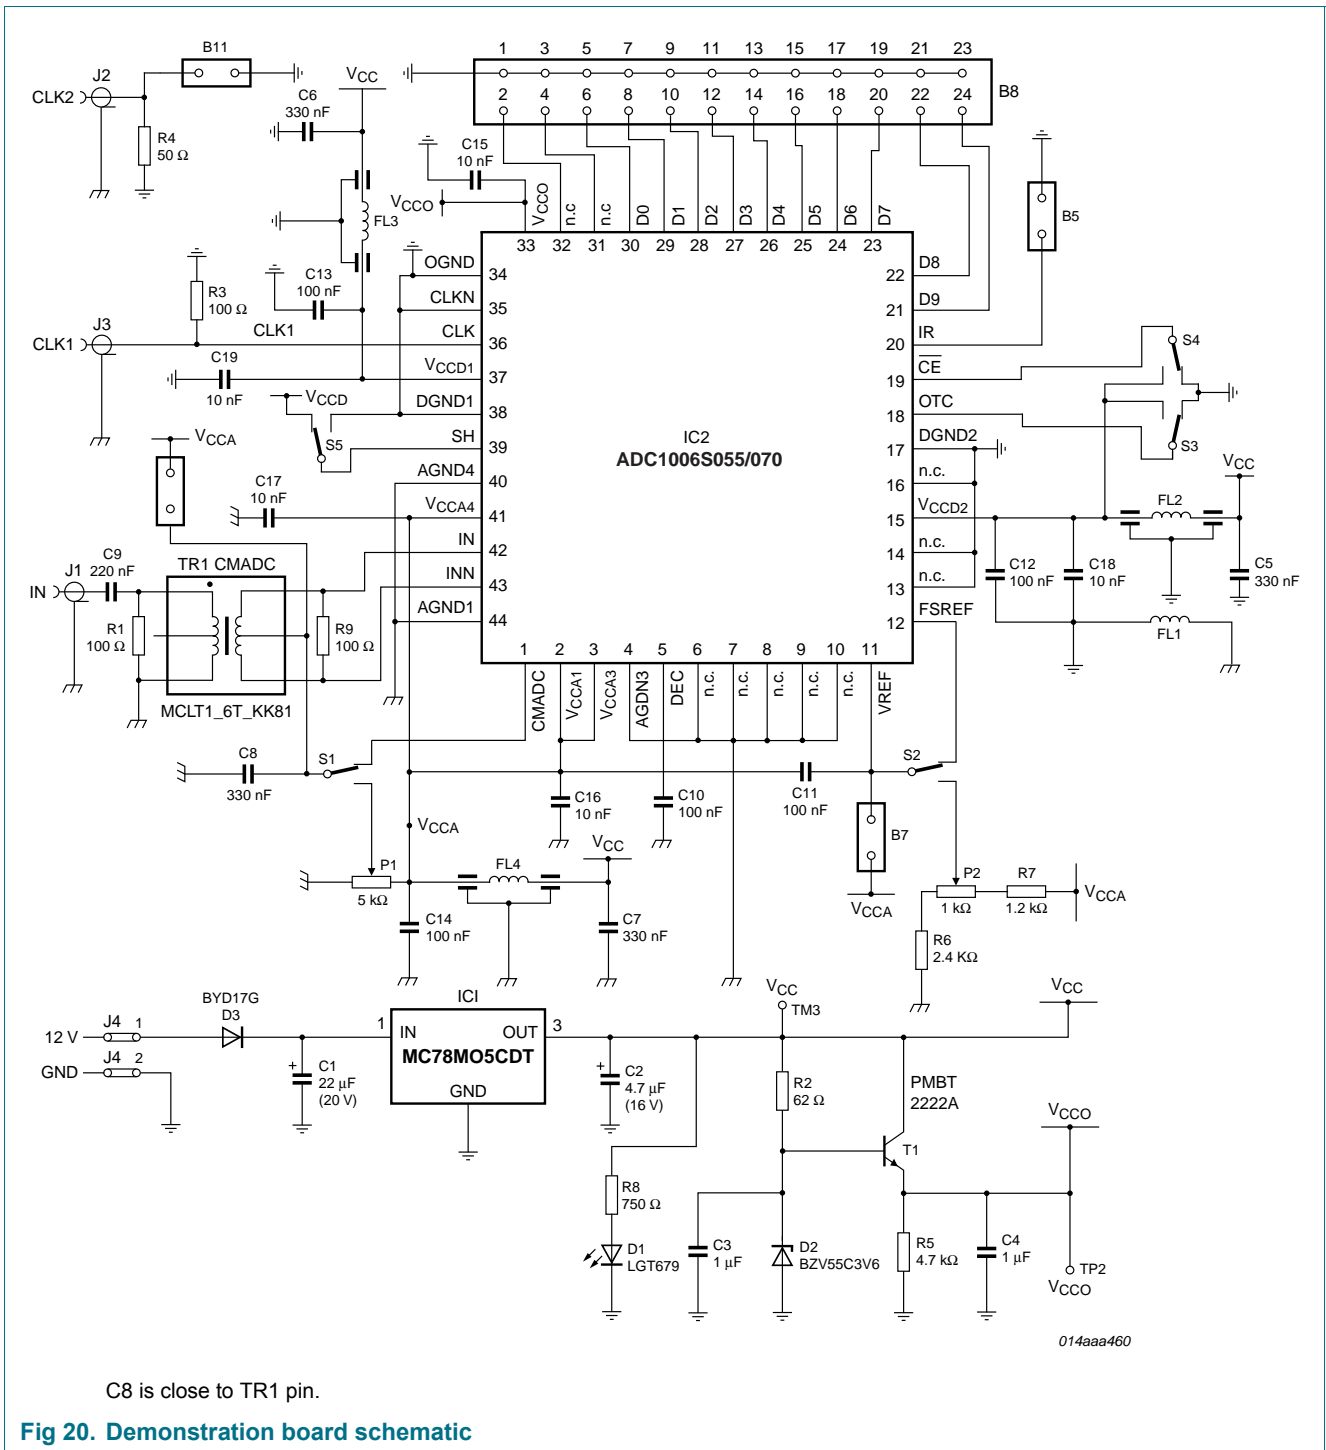 B11
J2
CLK2
R4
50 Ω
VCC
C6
330 nF
FL3
1 3 5 7 9 11 13 15 17 19 21 23
2 4 6 8 10 12 14 16 18 20 22 24
B8
C15
10 nF
VCCO
VCCO
n.c
n.c
D0
D1
D2
D3
D4
D5
D6
D7
33 32 31 30 29 28 27 26 25 24 23
B5
OGND 34
CLKN 35
CLK 36
VCCD1 37
DGND1 38
SH 39
AGND4 40
VCCA4 41
IN 42
INN 43
AGND1 44
22 D8
21 D9
20 IR
19 CE
18 OTC
17 DGND2
16 n.c.
15 VCCD2
14 n.c.
13 n.c.
12 FSREF
IC2
ADC1006S055/070
C13
100 nF
R3
100 Ω
J3
CLK1
CLK1
C19
10 nF
VCCD
S5
VCCA
C17
10 nF
S4
S3
VCC
FL2
C12
100 nF
C18
10 nF
C5
330 nF
FL1
C9
220 nF
J1
IN
TR1 CMADC
R1
100 Ω
R9
100 Ω
MCLT1_6T_KK81
1 2 3 4 5 6 7 8 9 10 11
CMADC
VCCA1
VCCA3
AGDN3
DEC
n.c.
n.c.
n.c.
n.c.
n.c.
VREF
C8
330 nF
S1
S2
C16
10 nF
C10
100 nF
C11
100 nF
B7
VCCA
VCCA
P1
5 kΩ
FL4
VCC
C14
100 nF
C7
330 nF
P2
1 kΩ
R7
1.2 kΩ
VCCA
R6
2.4 KΩ
BYD17G
D3
12 V J4 1
GND J4 2
C1
22 μF
(20 V)
ICI
1 IN OUT 3
MC78MO5CDT
GND
C2
4.7 μF
(16 V)
VCC
TM3
VCC
R2
62 Ω
PMBT
2222A
T1
VCCO
R8
750 Ω
D1
LGT679
C3
1 μF
D2
BZV55C3V6
R5
4.7 kΩ
C4
1 μF
TP2
VCCO
014aaa460
C8 is close to TR1 pin.
Fig 20. Demonstration board schematic